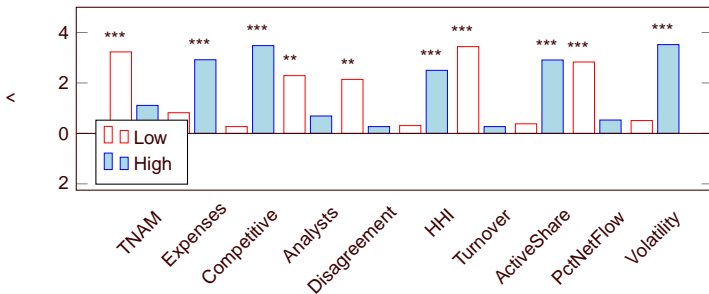 *** *** *** ** ** *** *** *** *** ***
4
2
0
2
<
Low
High
TNAM
Expenses
Competitive
Analysts
Disagreement
HHI
Turnover
ActiveShare
PctNetFlow
Volatility